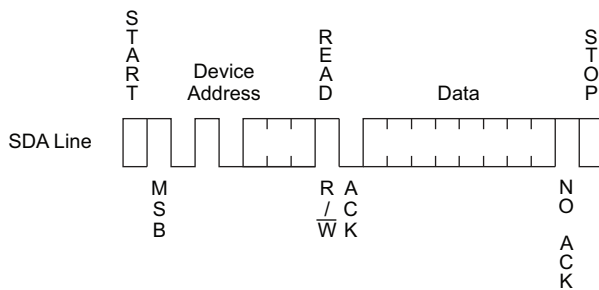 START
Device
Address
READ
Data
STOP
SDA Line
MSB
R/W
ACK
NO ACK